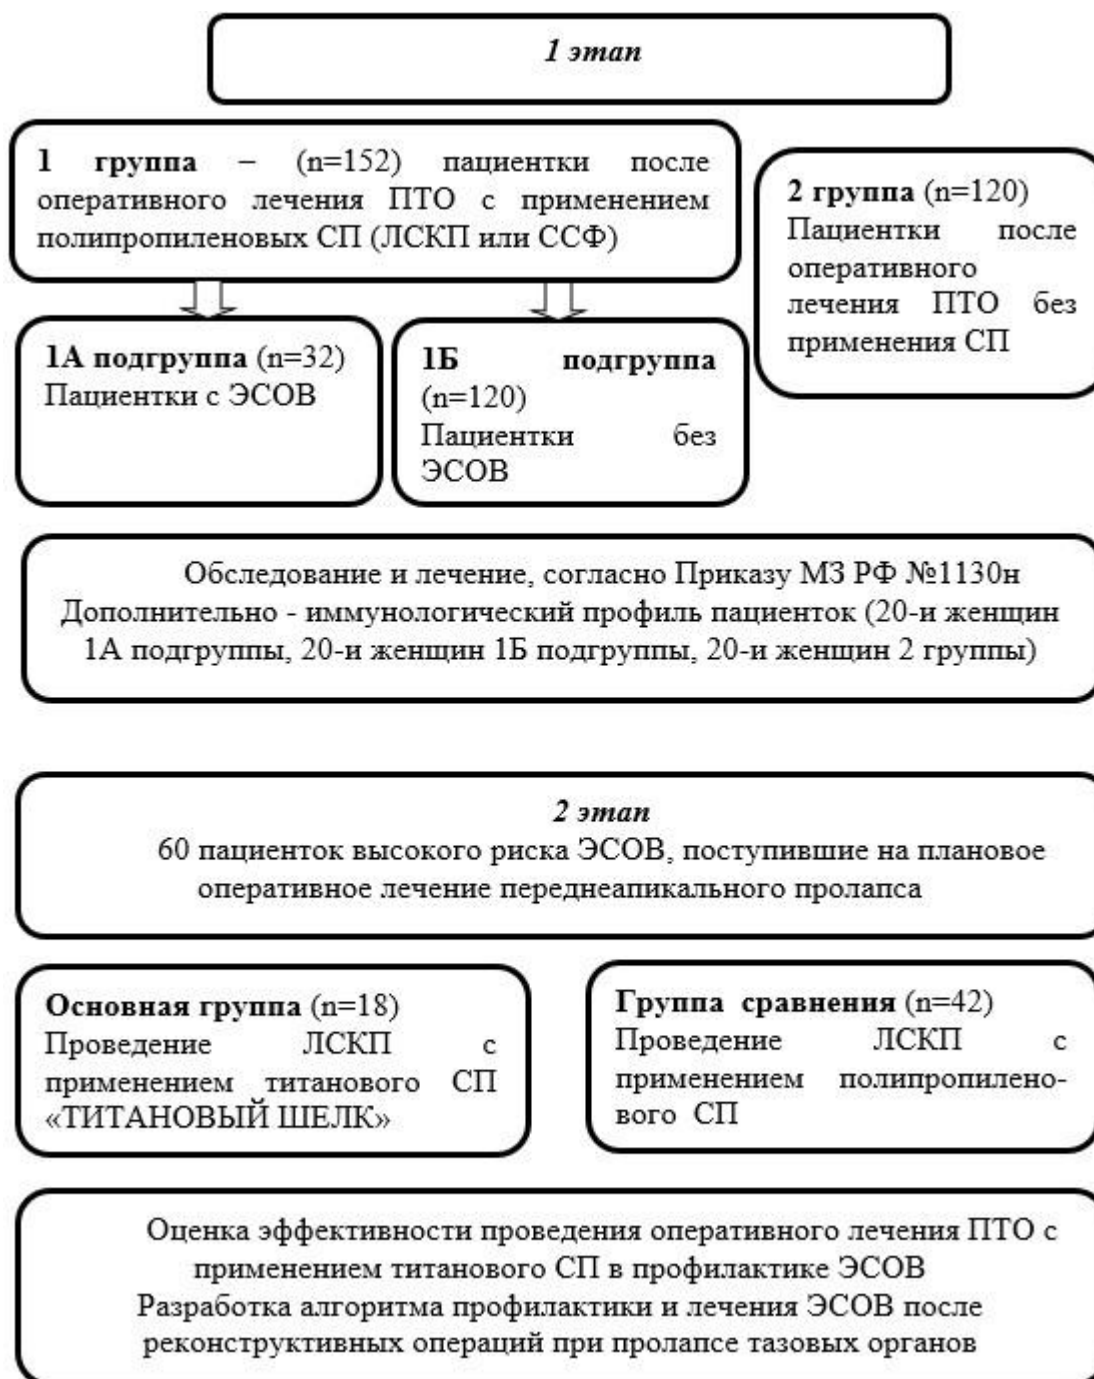 1 этап
1 группа – (n=152) пациентки после
оперативного лечения ПТО с применением
полипропиленовых СП (ЛСКП или ССФ)
2 группа (n=120)
Пациентки после
оперативного
лечения ПТО без
применения СП
1А подгруппа (n=32)
Пациентки с ЭСОВ
1Б подгруппа
(n=120)
Пациентки без
ЭСОВ
Обследование и лечение, согласно Приказу МЗ РФ №1130н
Дополнительно - иммунологический профиль пациенток (20-и женщин
1А подгруппы, 20-и женщин 1Б подгруппы, 20-и женщин 2 группы)
2 этап
60 пациенток высокого риска ЭСОВ, поступившие на плановое
оперативное лечение переднеапикального пролапса
Основная группа (n=18)
Проведение ЛСКП с
применением титанового СП
«ТИТАНОВЫЙ ШЕЛК»
Группа сравнения (n=42)
Проведение ЛСКП с
применением полипропилено-
вого СП
Оценка эффективности проведения оперативного лечения ПТО с
применением титанового СП в профилактике ЭСОВ
Разработка алгоритма профилактики и лечения ЭСОВ после
реконструктивных операций при пролапсе тазовых органов